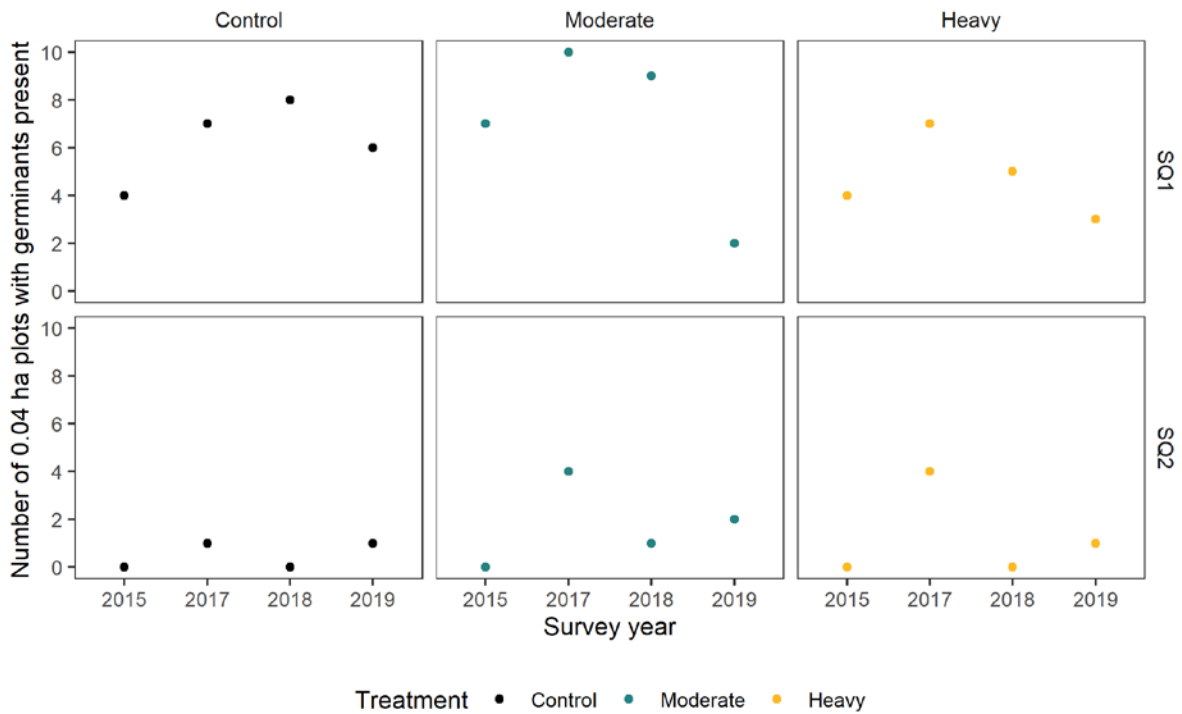 Control Moderate Heavy
Number of 0.04 ha plots with germinants present
10
8
6
4
2
0
SQ1
10
8
6
4
2
0
SQ2
2015 2017 2018 2019 2015 2017 2018 2019 2015 2017 2018 2019
Survey year
Treatment Control Moderate Heavy